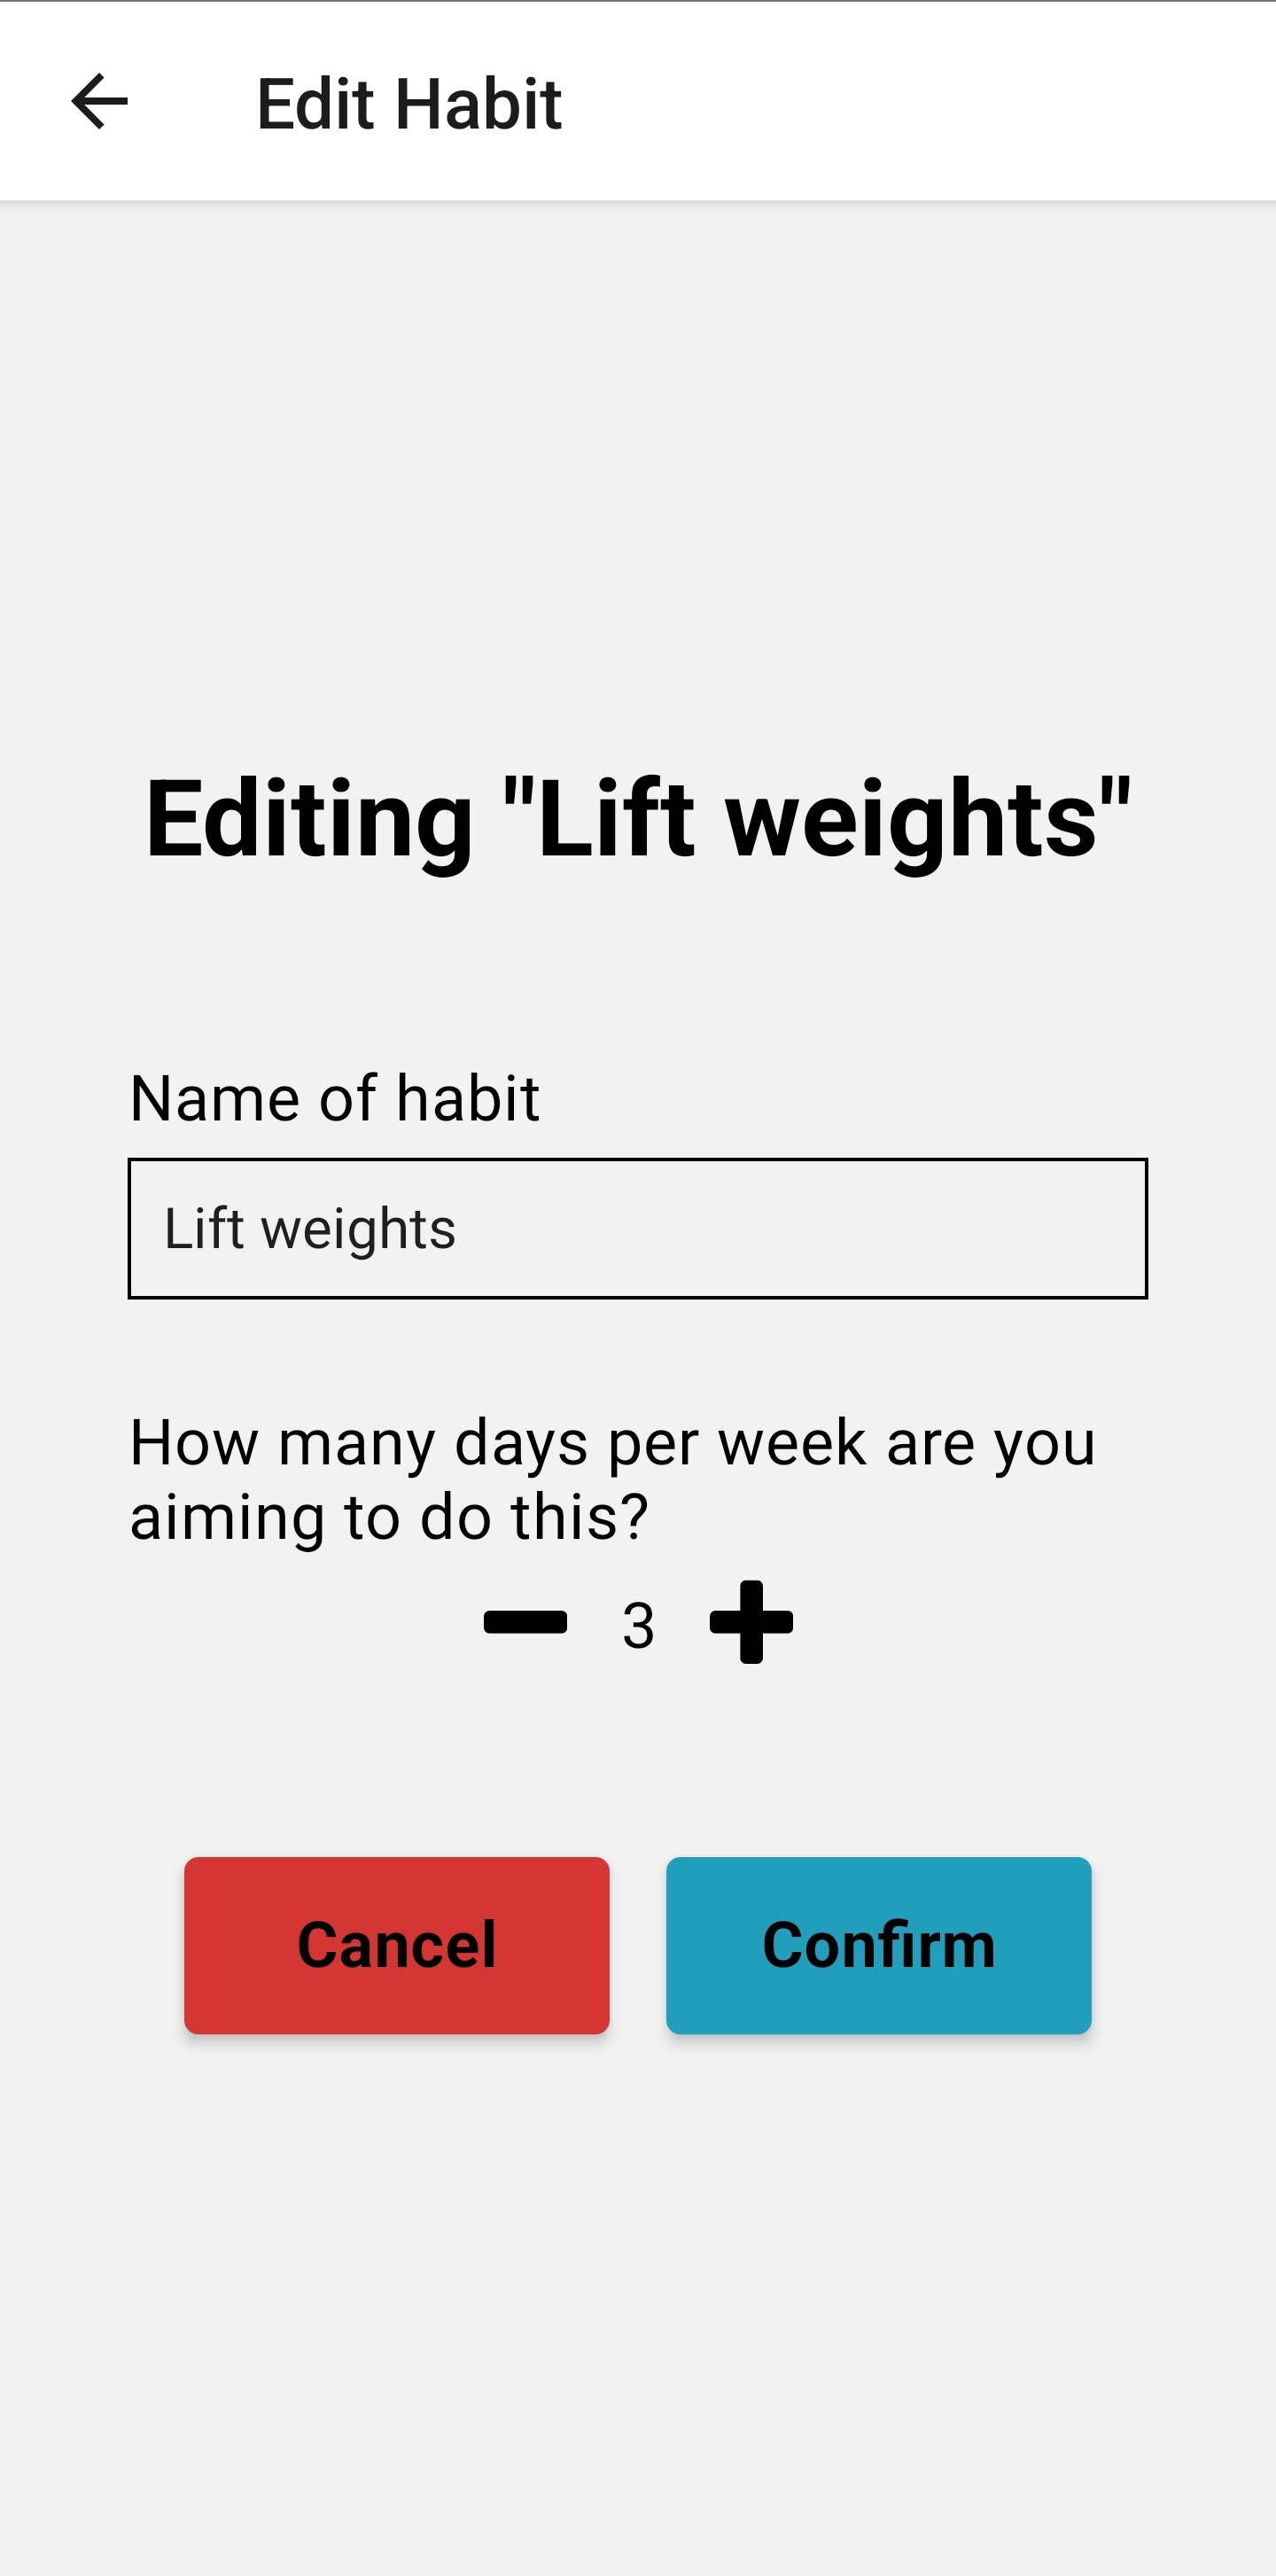 Edit Habit
Editing "Lift weights"
Name of habit
Lift weights
How many days per week are you
aiming to do this?
3
Cancel
Confirm